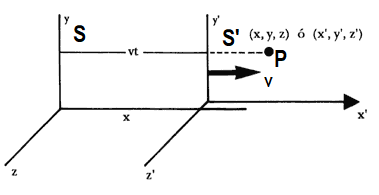 y
y'
S
S'
(x, y, z) ó (x', y', z')
vt
P
v
x
x'
z
z'